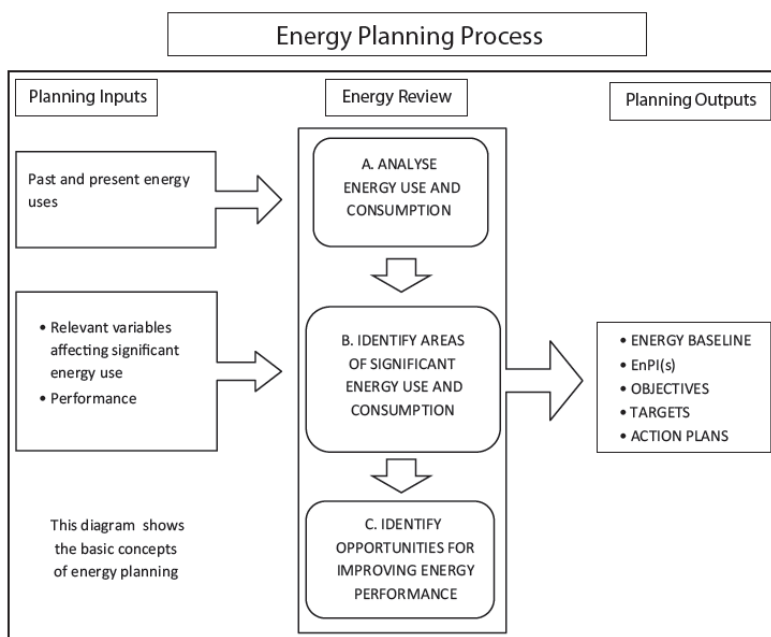 Energy Planning Process
Planning Inputs
Energy Review
Planning Outputs
Past and present energy
uses
A. ANALYSE
ENERGY USE AND
CONSUMPTION
• Relevant variables
affecting significant
energy use
• Performance
B. IDENTIFY AREAS
OF SIGNIFICANT
ENERGY USE AND
CONSUMPTION
• ENERGY BASELINE
• EnPI(s)
• OBJECTIVES
• TARGETS
• ACTION PLANS
This diagram shows
the basic concepts
of energy planning
C. IDENTIFY
OPPORTUNITIES FOR
IMPROVING ENERGY
PERFORMANCE